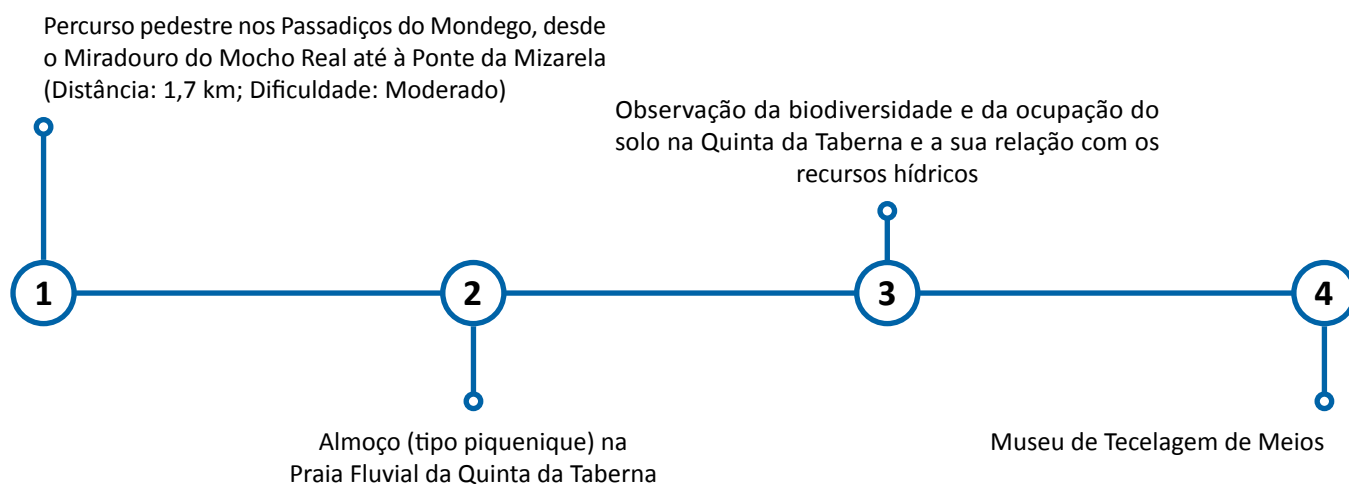 Percurso pedestre nos Passadiços do Mondego, desde
o Miradouro do Mocho Real até à Ponte da Mizarela
(Distância: 1,7 km; Dificuldade: Moderado)
Observação da biodiversidade e da ocupação do
solo na Quinta da Taberna e a sua relação com os
recursos hídricos
1
2
3
4
Almoço (tipo piquenique) na
Praia Fluvial da Quinta da Taberna
Museu de Tecelagem de Meios